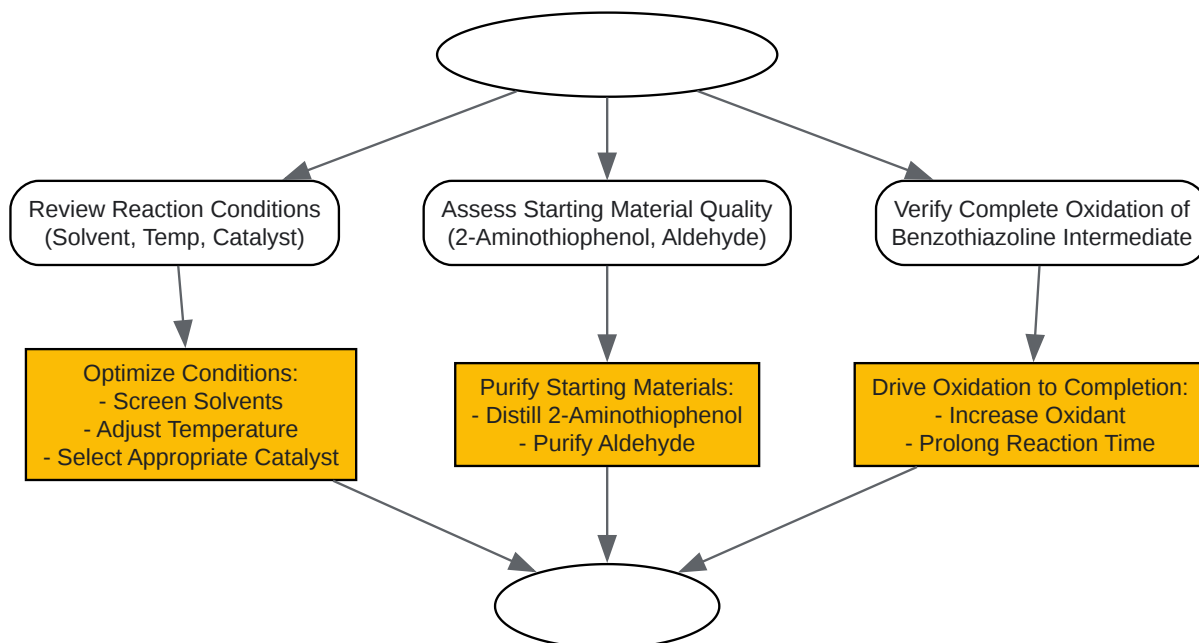 Review Reaction Conditions
(Solvent, Temp, Catalyst)
Assess Starting Material Quality
(2-Aminothiophenol, Aldehyde)
Verify Complete Oxidation of
Benzothiazoline Intermediate
Optimize Conditions:
- Screen Solvents
- Adjust Temperature
- Select Appropriate Catalyst
Purify Starting Materials:
- Distill 2-Aminothiophenol
- Purify Aldehyde
Drive Oxidation to Completion:
- Increase Oxidant
- Prolong Reaction Time